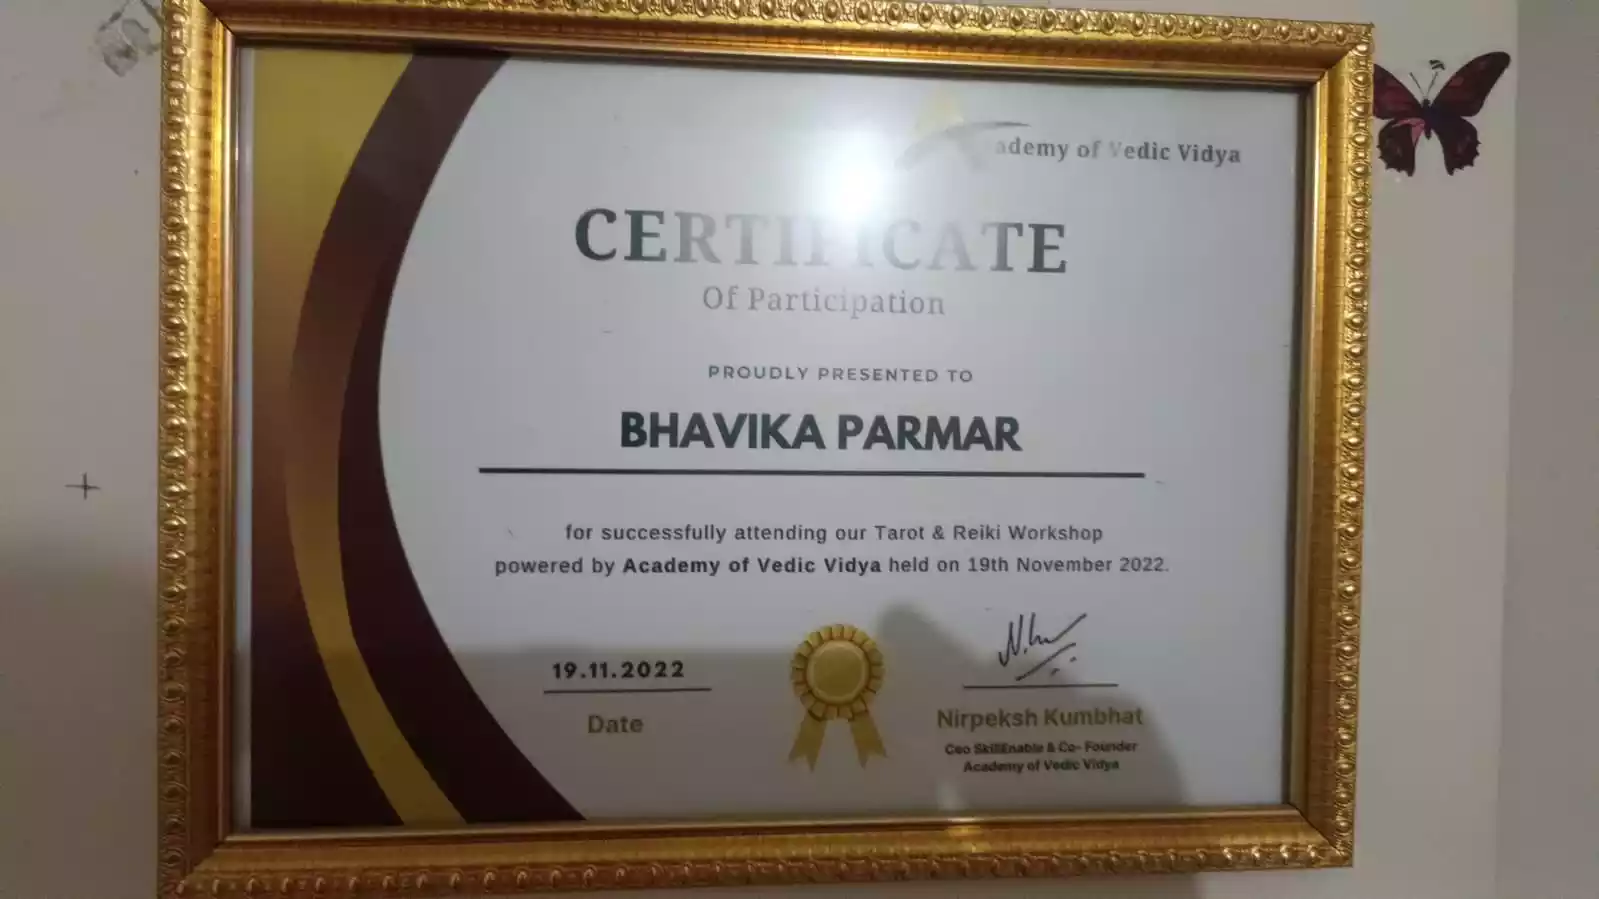 ademy of Vedic Vidya
CERTIFICATE
Of Participation
PROUDLY PRESENTED TO
BHAVIKA PARMAR
for successfully attending our Tarot & Reiki Workshop
powered by Academy of Vedic Vidya held on 19th November 2022.
19.11.2022
Date
Nirpeksh Kumbhat
Ceo SkillEnable & Co- Founder
Academy of Vedic Vidya